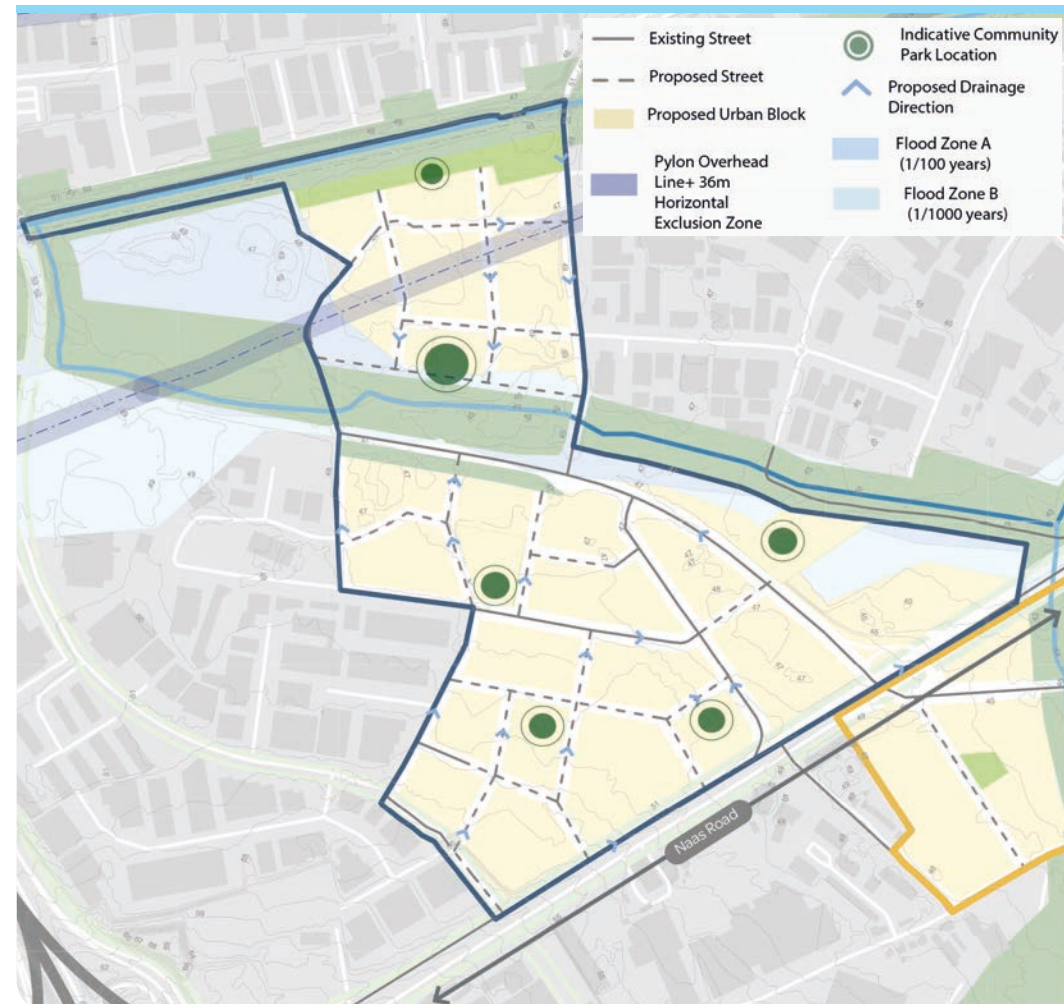 Existing Street
Proposed Street
Proposed Urban Block
Pylon Overhead
Line+ 36m
Horizontal
Exclusion Zone
Indicative Community
Park Location
Proposed Drainage
Direction
Flood Zone A
(1/100 years)
Flood Zone B
(1/1000 years)
Naas Road